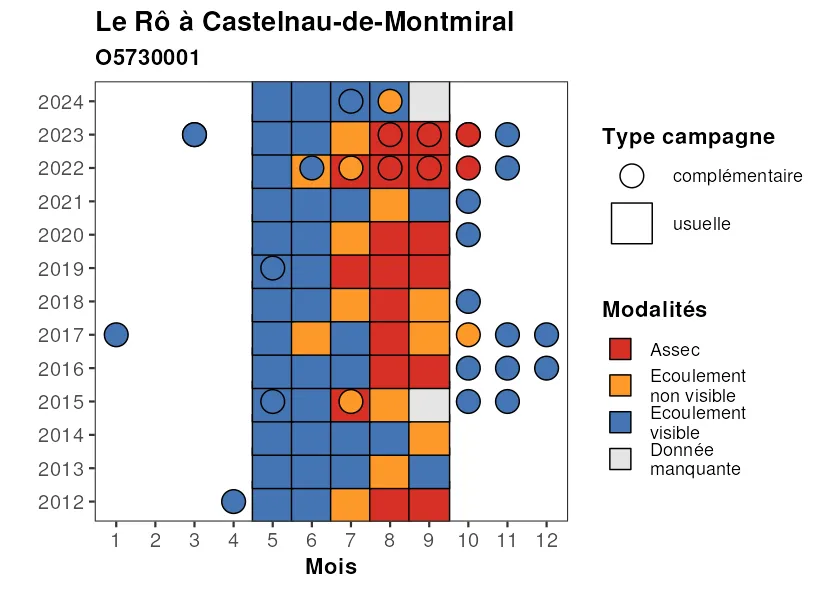 Le Rô à Castelnau-de-Montmiral
O5730001
2024
2023
2022
2021
2020
2019
2018
2017
2016
2015
2014
2013
2012
1 2 3 4 5 6 7 8 9 10 11 12
Mois
Type campagne
complémentaire
usuelle
Modalités
Assec
Ecoulement
non visible
Ecoulement
visible
Donnée
manquante